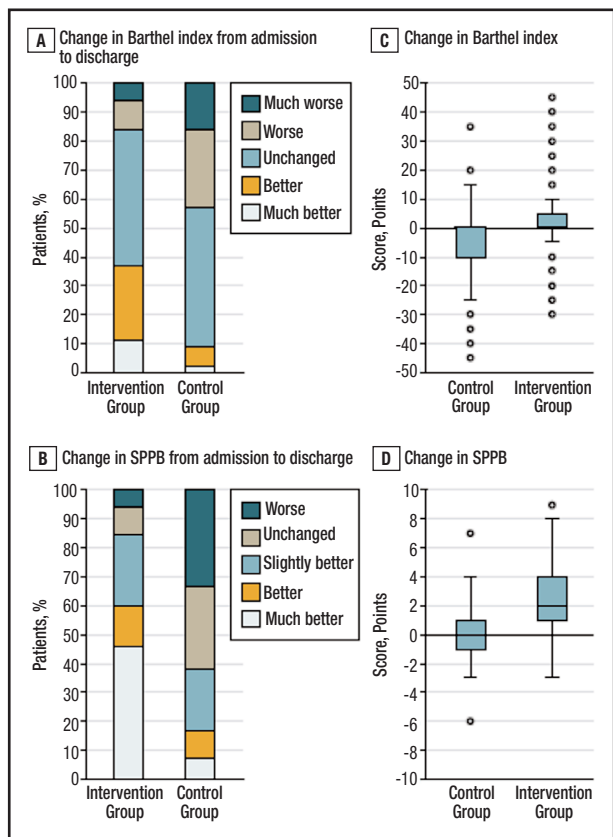 A Change in Barthel index from admission
to discharge
100
90
80
70
60
50
40
30
20
10
0
Patients, %
Intervention
Group
Control
Group
Much worse
Worse
Unchanged
Better
Much better
C Change in Barthel index
50
40
30
20
10
0
-10
-20
-30
-40
-50
Score, Points
Control
Group
Intervention
Group
B Change in SPPB from admission to discharge
100
90
80
70
60
50
40
30
20
10
0
Patients, %
Intervention
Group
Control
Group
Worse
Unchanged
Slightly better
Better
Much better
D Change in SPPB
10
8
6
4
2
0
-2
-4
-6
-8
-10
Score, Points
Control
Group
Intervention
Group